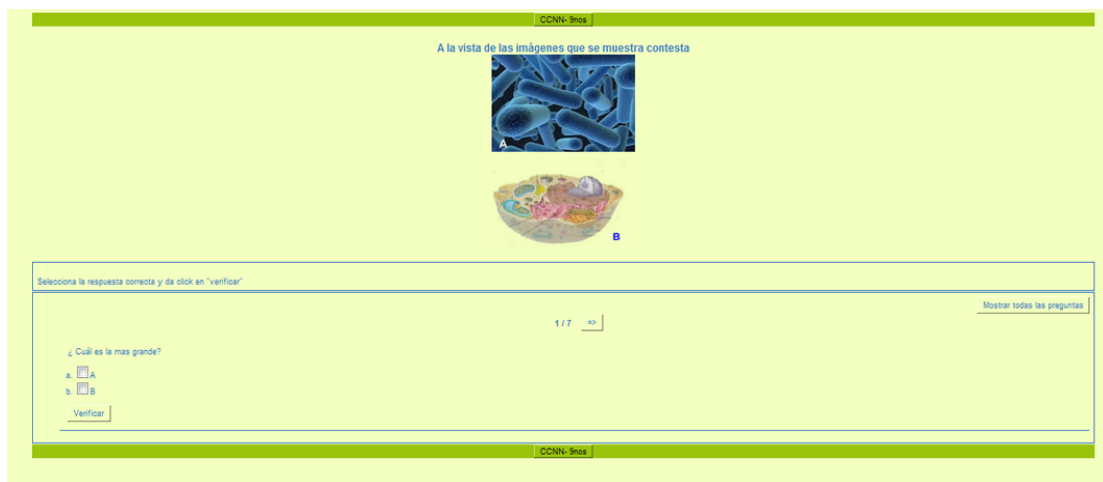 CCNN- 9nos
A la vista de las imágenes que se muestra contesta
A
B
Selecciona la respuesta correcta y da click en "verificar"
Mostrar todas las preguntas
1 / 7 =>
¿ Cuál es la mas grande?
a. A
b. B
Verificar
CCNN- 9nos